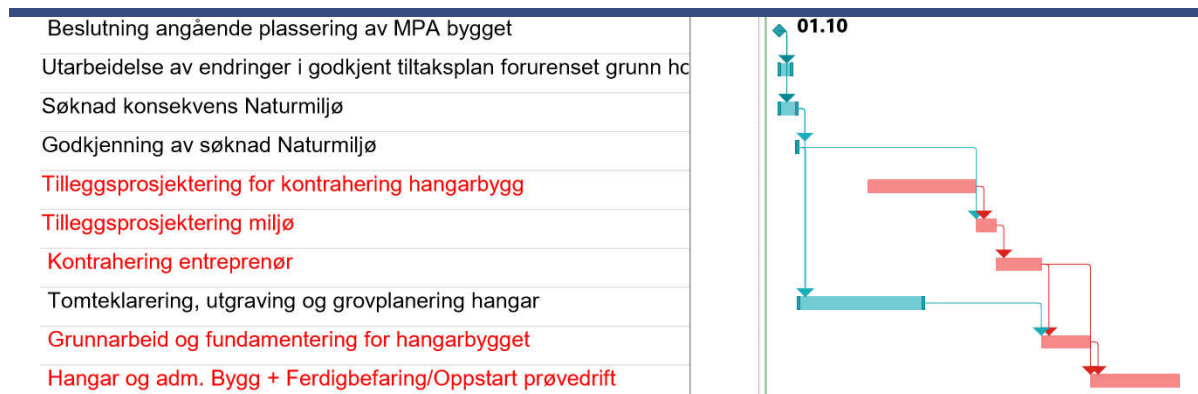 Beslutning angående plassering av MPA bygget
01.10
Utarbeidelse av endringer i godkjent tiltaksplan forurenset grunn
Søknad konsekvens Naturmiljø
Godkjenning av søknad Naturmiljø
Tilleggsprosjektering for kontrahering hangarbygg
Tilleggsprosjektering miljø
Kontrahering entreprenør
Tomteklarering, utgraving og grovplanering hangar
Grunnarbeid og fundamentering for hangarbygget
Hangar og adm. Bygg + Ferdigbefaring/Oppstart prøvedrift